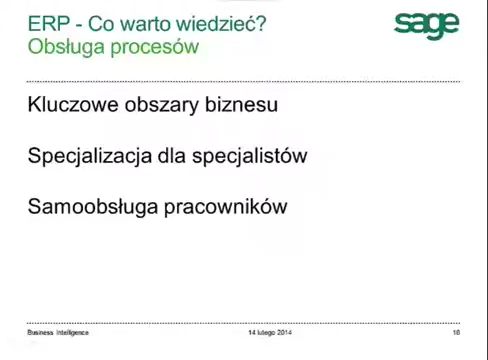 ERP - Co warto wiedzieć?
Obsługa procesów
sage
Kluczowe obszary biznesu
Specjalizacja dla specjalistów
Samoobsługa pracowników
Business Intelligence
14 lutego 2014
16